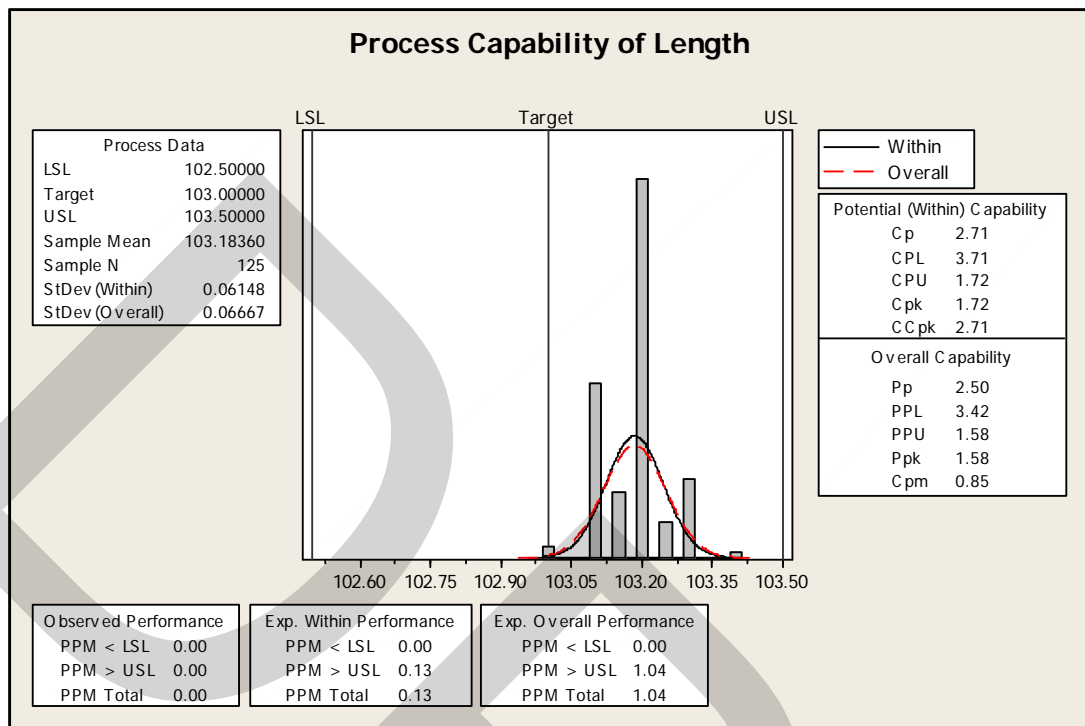 Process Capability of Length
LSL Target USL
Process Data
LSL 102.50000
Target 103.00000
USL 103.50000
Sample Mean 103.18360
Sample N 125
StDev(Within) 0.06148
StDev(Overall) 0.06667
Within
Overall
Potential (Within) Capability
Cp 2.71
CPL 3.71
CPU 1.72
Cpk 1.72
CCpk 2.71
Overall Capability
Pp 2.50
PPL 3.42
PPU 1.58
Ppk 1.58
Cpm 0.85
102.60 102.75 102.90 103.05 103.20 103.35 103.50
Observed Performance
PPM < LSL 0.00
PPM > USL 0.00
PPM Total 0.00
Exp. Within Performance
PPM < LSL 0.00
PPM > USL 0.13
PPM Total 0.13
Exp. Overall Performance
PPM < LSL 0.00
PPM > USL 1.04
PPM Total 1.04